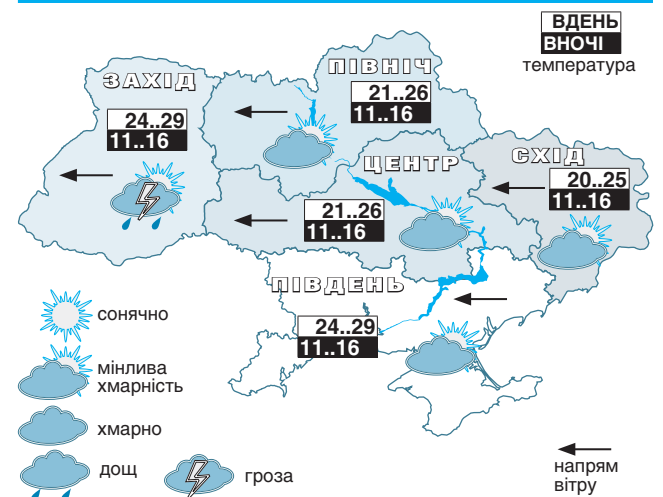 ВДЕНЬ
ВНОЧІ
температура
ЗАХІД
24..29
11..16
ПІВНІЧ
21..26
11..16
ЦЕНТР
21..26
11..16
СХІД
20..25
11..16
ПІВДЕНЬ
24..29
11..16
сонячно
мінлива
хмарність
хмарно
дощ
гроза
напрям
вітру